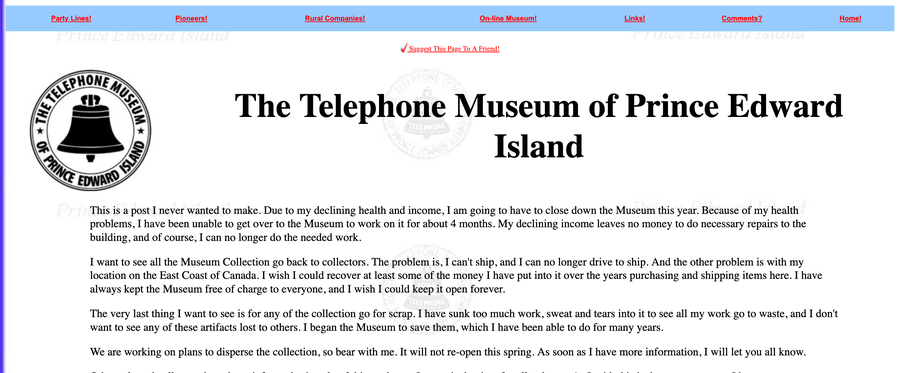 Party Lines! Pioneers! Rural Companies! On-line Museum! Links! Comments? Home!
Prince Edward Island Prince Edward Island
Suggest This Page To A Friend!
THE TELEPHONE MUSEUM OF PRINCE EDWARD ISLAND
The Telephone Museum of Prince Edward
Island
This is a post I never wanted to make. Due to my declining health and income, I am going to have to close down the Museum this year. Because of my health
problems, I have been unable to get over to the Museum to work on it for about 4 months. My declining income leaves no money to do necessary repairs to the
building, and of course, I can no longer do the needed work.
I want to see all the Museum Collection go back to collectors. The problem is, I can't ship, and I can no longer drive to ship. And the other problem is with my
location on the East Coast of Canada. I wish I could recover at least some of the money I have put into it over the years purchasing and shipping items here. I have
always kept the Museum free of charge to everyone, and I wish I could keep it open forever.
The very last thing I want to see is for any of the collection go for scrap. I have sunk too much work, sweat and tears into it to see all my work go to waste, and I don't
want to see any of these artifacts lost to others. I began the Museum to save them, which I have been able to do for many years.
We are working on plans to disperse the collection, so bear with me. It will not re-open this spring. As soon as I have more information, I will let you all know.